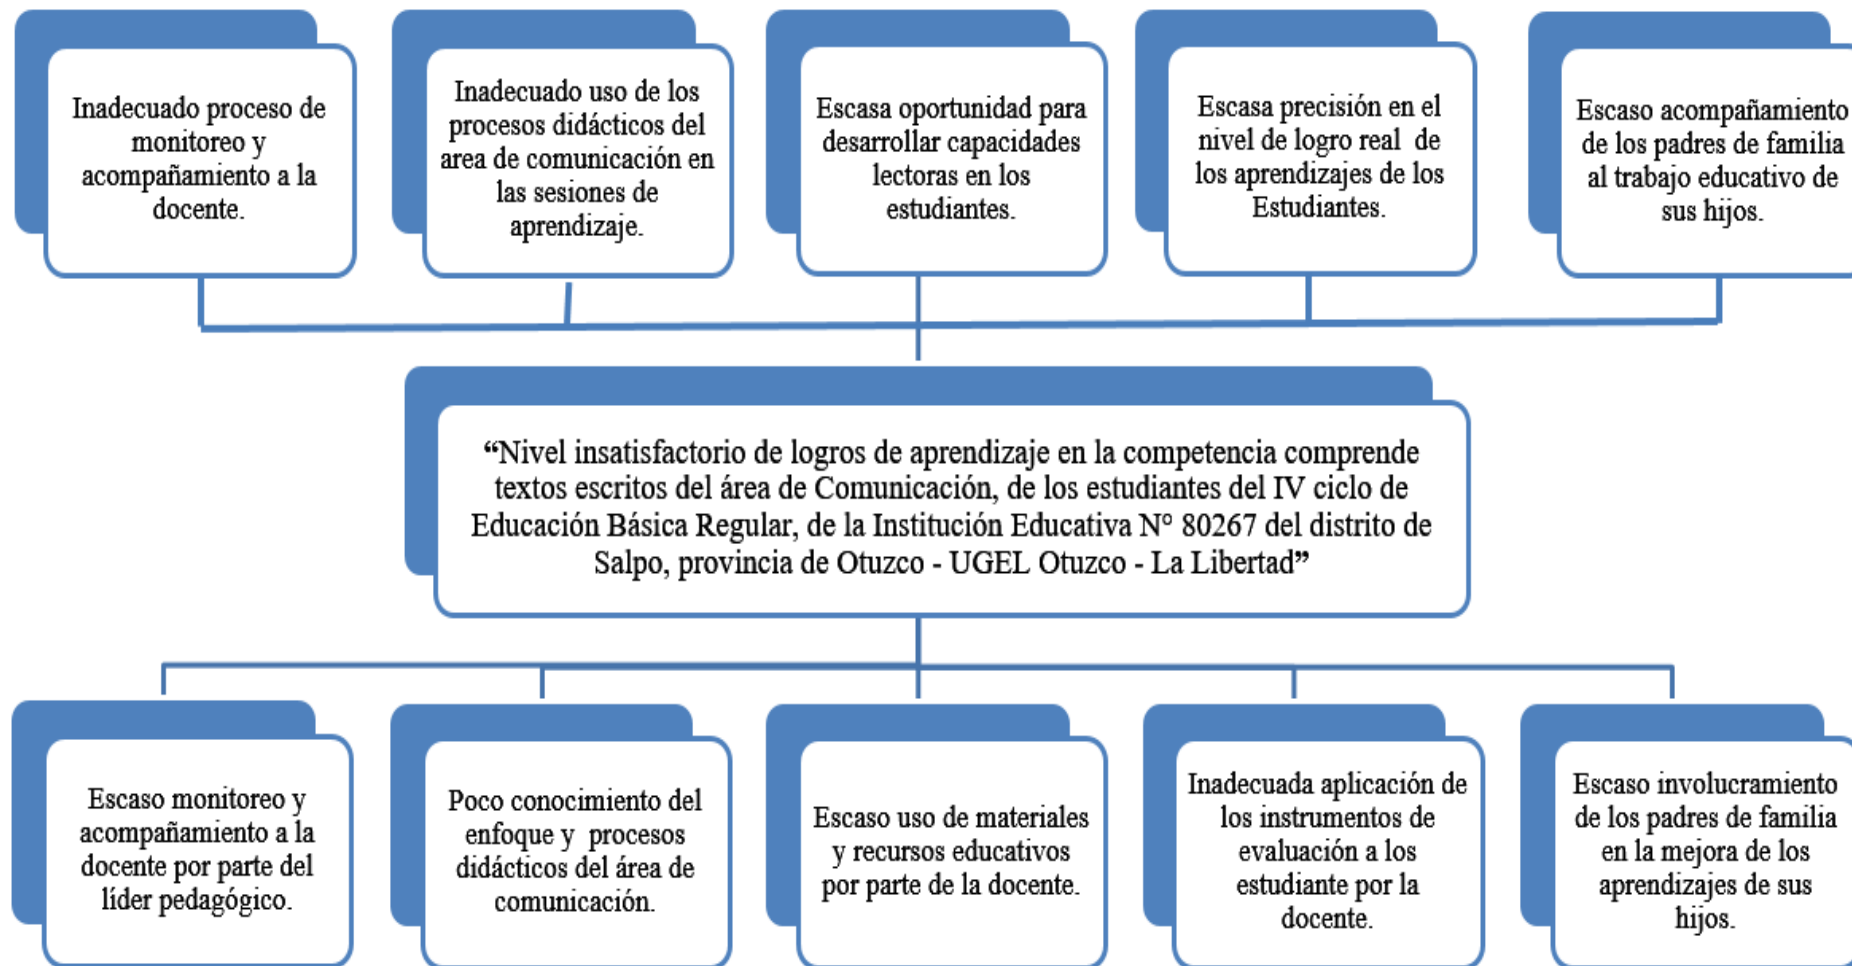 Inadecuado proceso de
monitoreo y
acompañamiento a la
docente.
Inadecuado uso de los
procesos didácticos del
area de comunicación en
las sesiones de
aprendizaje.
Escasa oportunidad para
desarrollar capacidades
lectoras en los
estudiantes.
Escasa precisión en el
nivel de logro real de
los aprendizajes de los
Estudiantes.
Escaso acompañamiento
de los padres de familia
al trabajo educativo de
sus hijos.
“Nivel insatisfactorio de logros de aprendizaje en la competencia comprende
textos escritos del área de Comunicación, de los estudiantes del IV ciclo de
Educación Básica Regular, de la Institución Educativa N° 80267 del distrito de
Salpo, provincia de Otuzco - UGEL Otuzco - La Libertad”
Escaso monitoreo y
acompañamiento a la
docente por parte del
líder pedagógico.
Poco conocimiento del
enfoque y procesos
didácticos del área de
comunicación.
Escaso uso de materiales
y recursos educativos
por parte de la docente.
Inadecuada aplicación de
los instrumentos de
evaluación a los
estudiante por la
docente.
Escaso involucramiento
de los padres de familia
en la mejora de los
aprendizajes de sus
hijos.